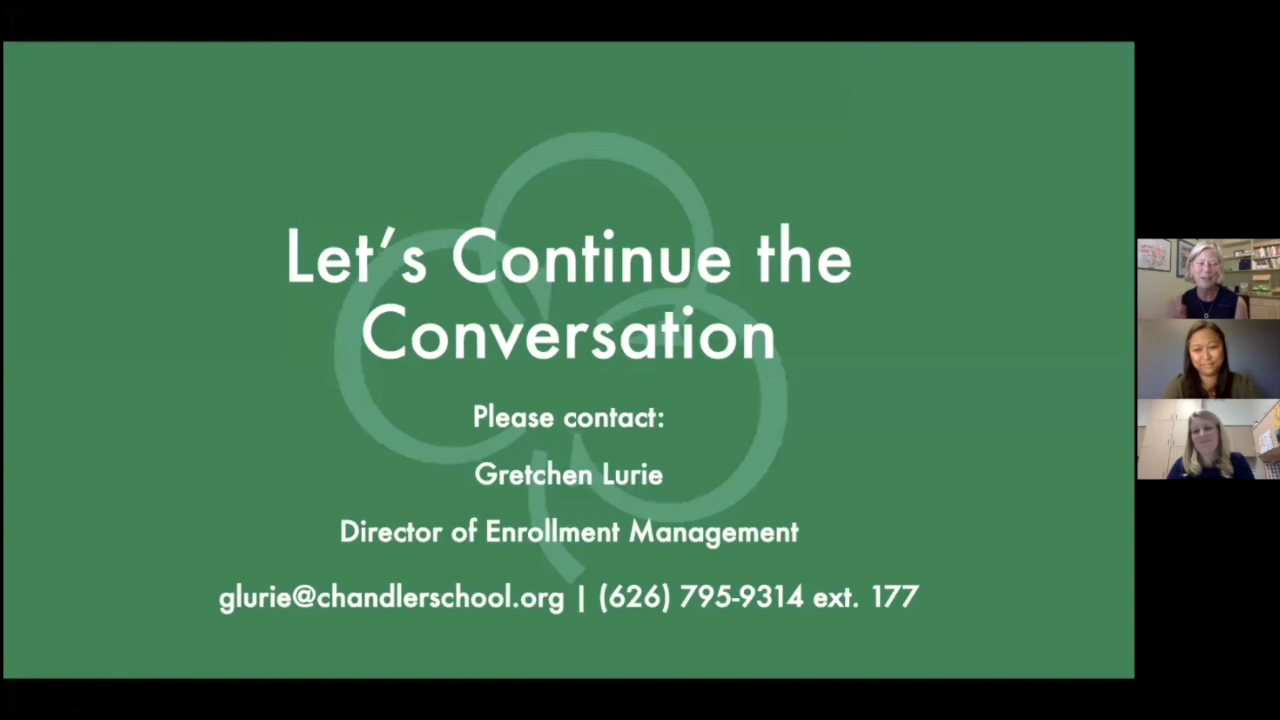 Let’s Continue the
Conversation
Please contact:
Gretchen Lurie
Director of Enrollment Management
glurie@chandlerschool.org | (626) 795-9314 ext. 177